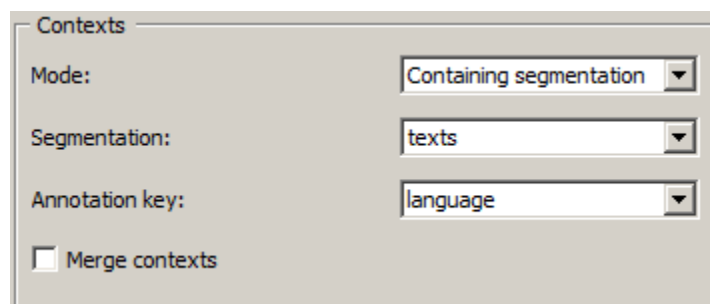 Contexts
Mode: Containing segmentation
Segmentation: texts
Annotation key: language
Merge contexts